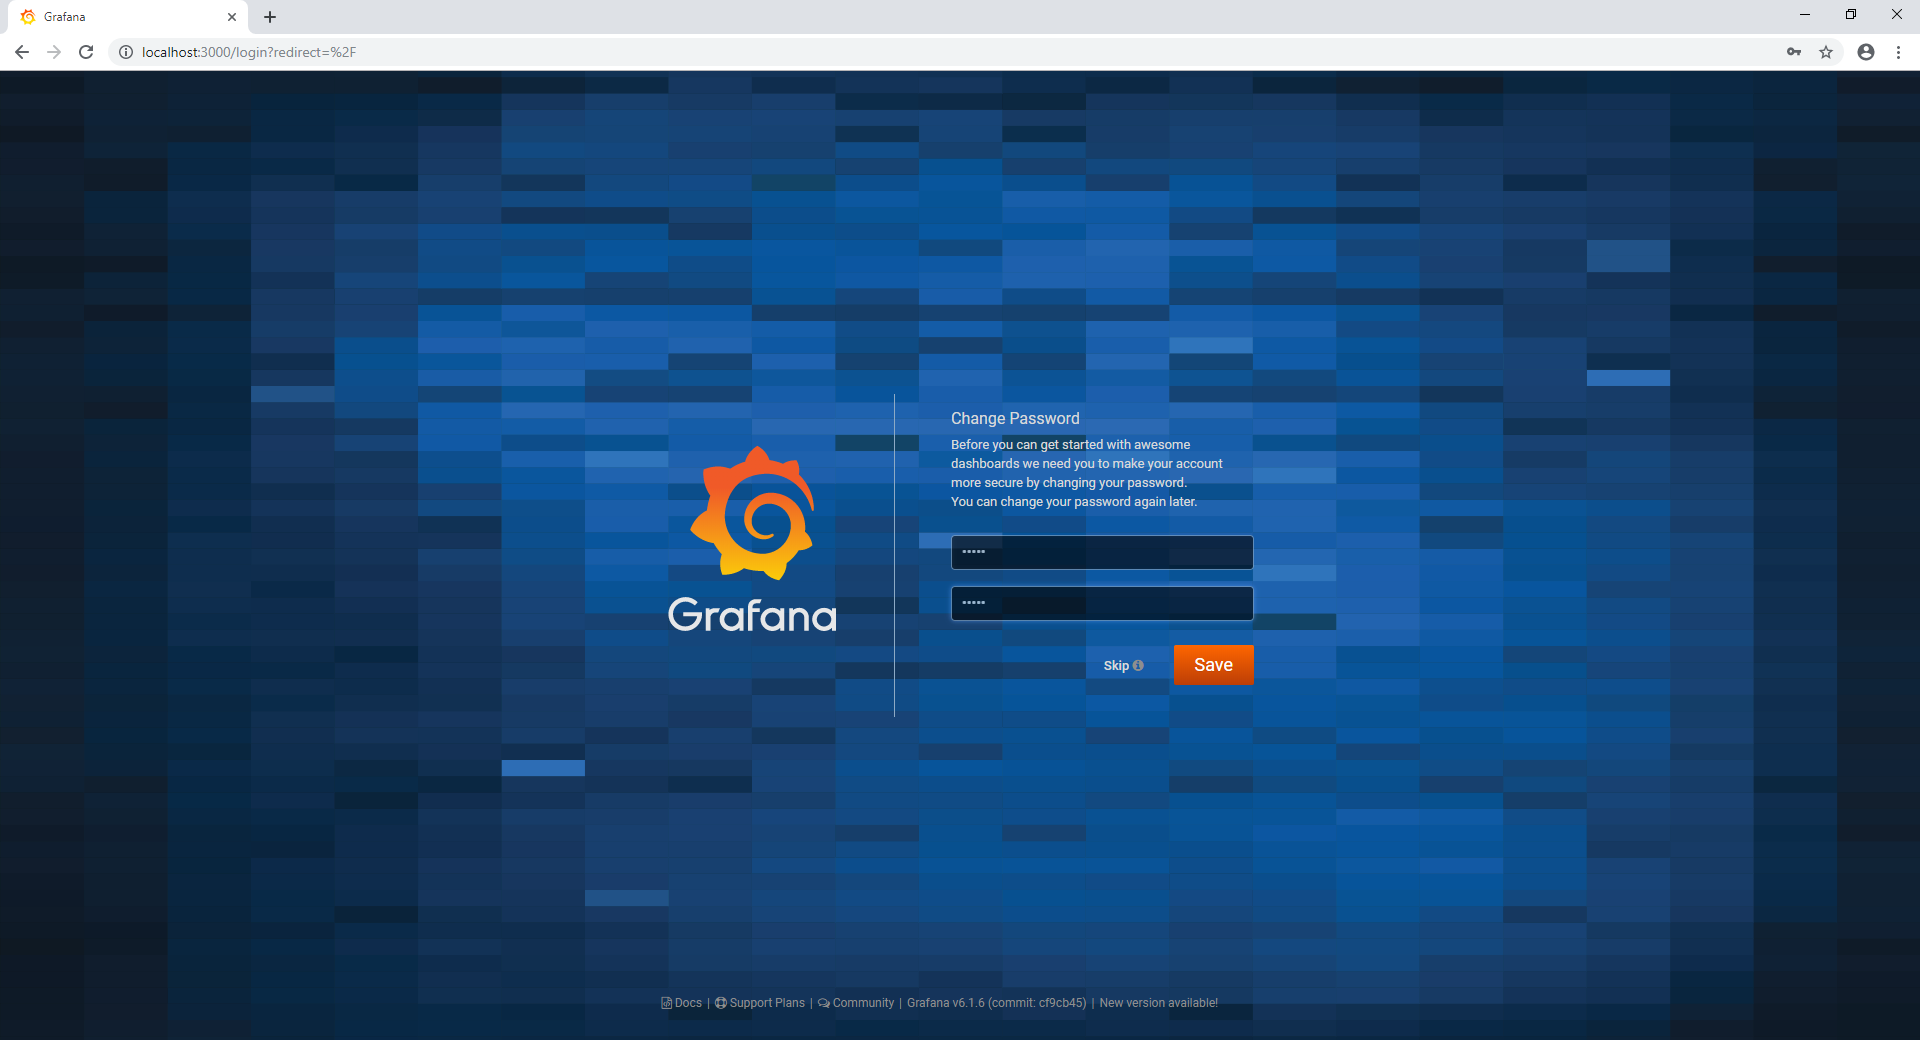 Grafana
localhost:3000/login?redirect=%2F
Change Password
Before you can get started with awesome
dashboards we need you to make your account
more secure by changing your password.
You can change your password again later.
•••••
•••••
Skip
Save
Grafana
Docs | Support Plans | Community | Grafana v6.1.6 (commit: cf9cb45) | New version available!